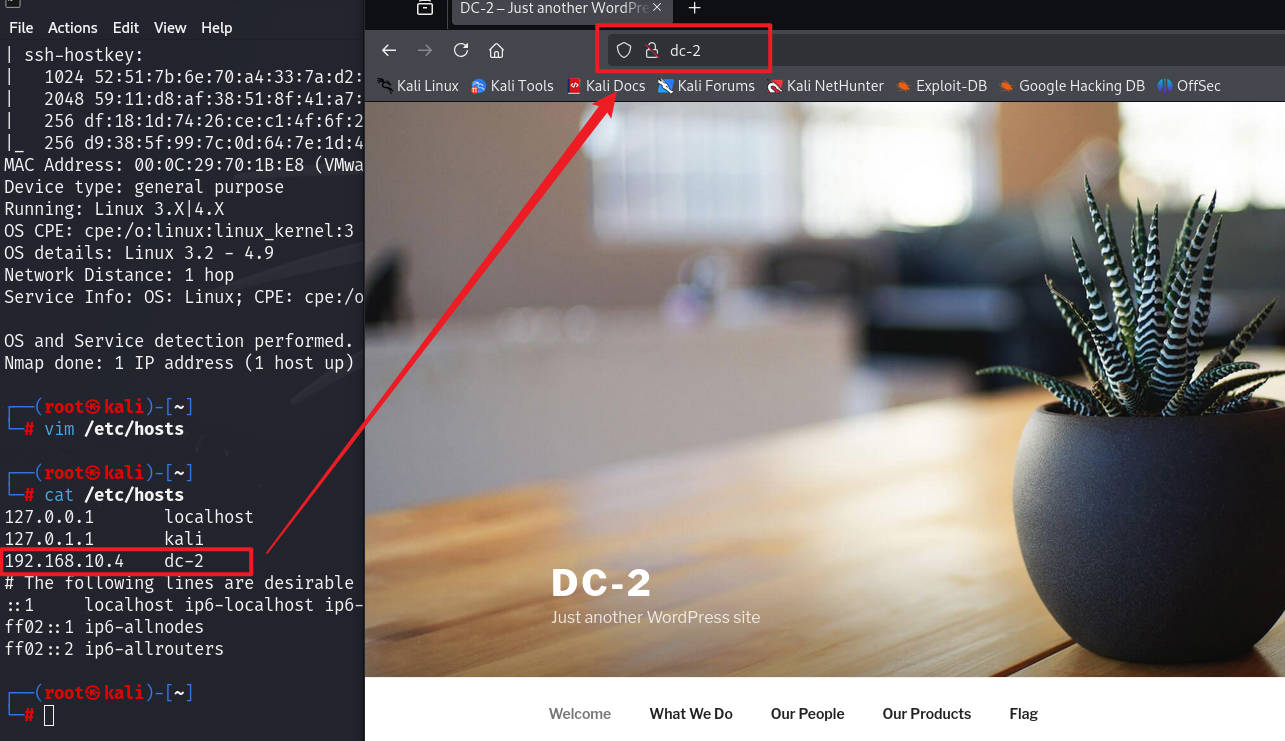 File Actions Edit View Help
| ssh-hostkey:
|   1024 52:51:7b:6e:70:a4:33:7a:d2:
|   2048 59:11:d8:af:38:51:8f:41:a7:
|   256 df:18:1d:74:26:ce:c1:4f:6f:2
|_  256 d9:38:5f:99:7c:0d:64:7e:1d:4
MAC Address: 00:0C:29:70:1B:E8 (VMwa
Device type: general purpose
Running: Linux 3.X|4.X
OS CPE: cpe:/o:linux:linux_kernel:3
OS details: Linux 3.2 - 4.9
Network Distance: 1 hop
Service Info: OS: Linux; CPE: cpe:/o
OS and Service detection performed.
Nmap done: 1 IP address (1 host up)
┌──(root㉿kali)-[~]
└─# vim /etc/hosts
┌──(root㉿kali)-[~]
└─# cat /etc/hosts
127.0.0.1       localhost
127.0.1.1       kali
192.168.10.4    dc-2
# The following lines are desirable
::1     localhost ip6-localhost ip6-
ff02::1 ip6-allnodes
ff02::2 ip6-allrouters
┌──(root㉿kali)-[~]
└─#
DC-2 – Just another WordPre
dc-2
Kali Linux Kali Tools Kali Docs Kali Forums Kali NetHunter Exploit-DB Google Hacking DB OffSec
DC-2
Just another WordPress site
Welcome What We Do Our People Our Products Flag